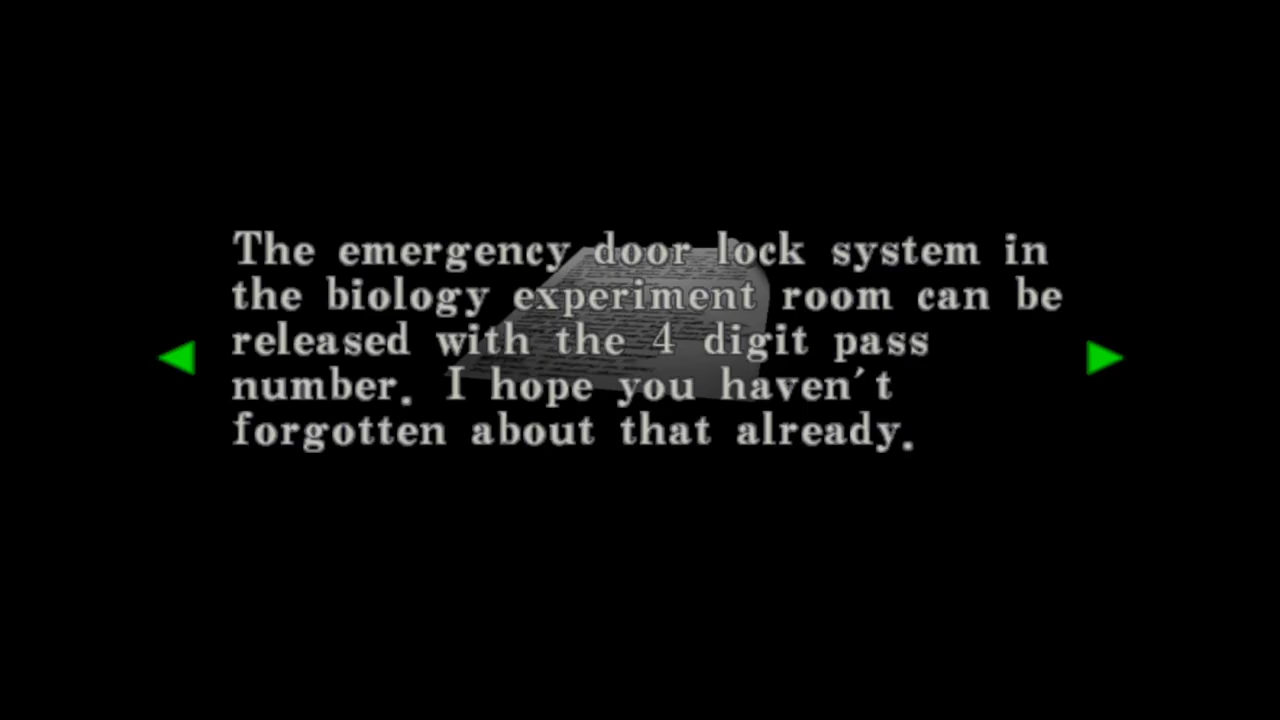 The emergency door lock system in
the biology experiment room can be
released with the 4 digit pass
number. I hope you haven't
forgotten about that already.